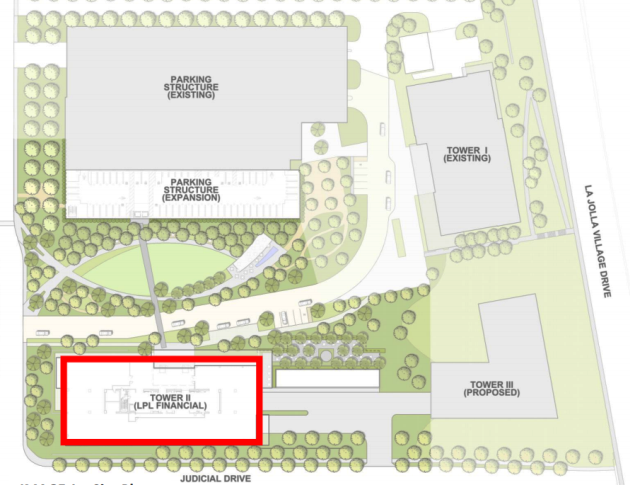 PARKING
STRUCTURE
(EXISTING)
TOWER I
(EXISTING)
PARKING
STRUCTURE
(EXPANSION)
LA JOLLA VILLAGE DRIVE
TOWER III
(PROPOSED)
TOWER II
(LPL FINANCIAL)
JUDICIAL DRIVE